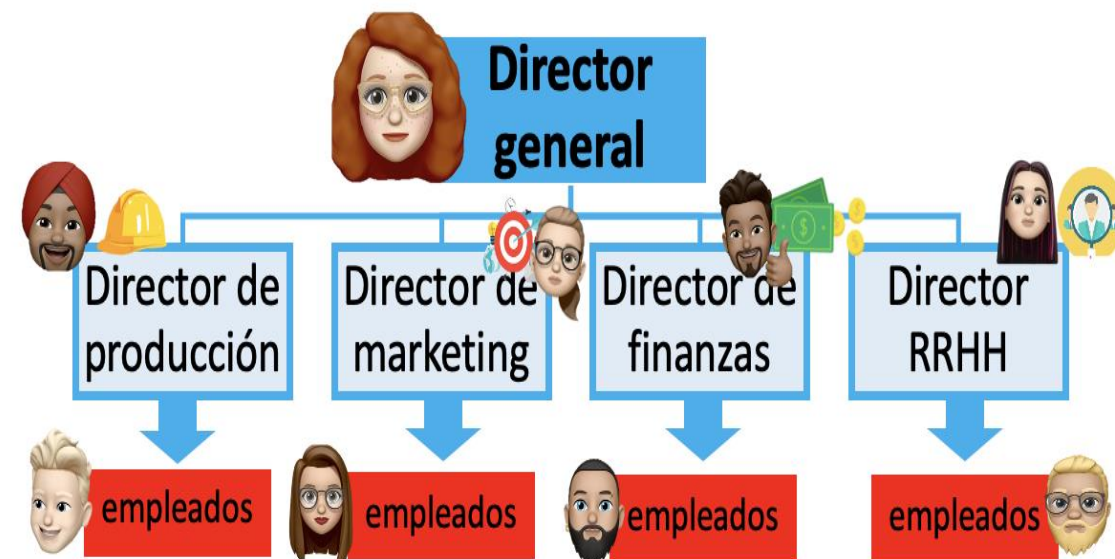 Director
general
Director de
producción
Director de
marketing
Director de
finanzas
Director
RRHH
empleados
empleados
empleados
empleados